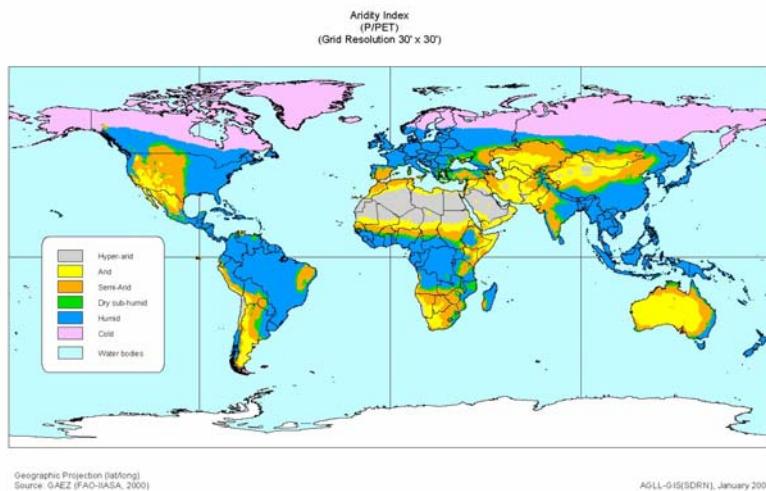 Aridity Index
(P/PET)
(Grid Resolution 30' x 30')
Hyper-arid
Arid
Semi-Arid
Dry sub-humid
Humid
Cold
Water bodies
Geographic Projection (lat/long)
Source: GAEZ (FAO-IIASA, 2000)
AGLL-GIS(SDRN), January